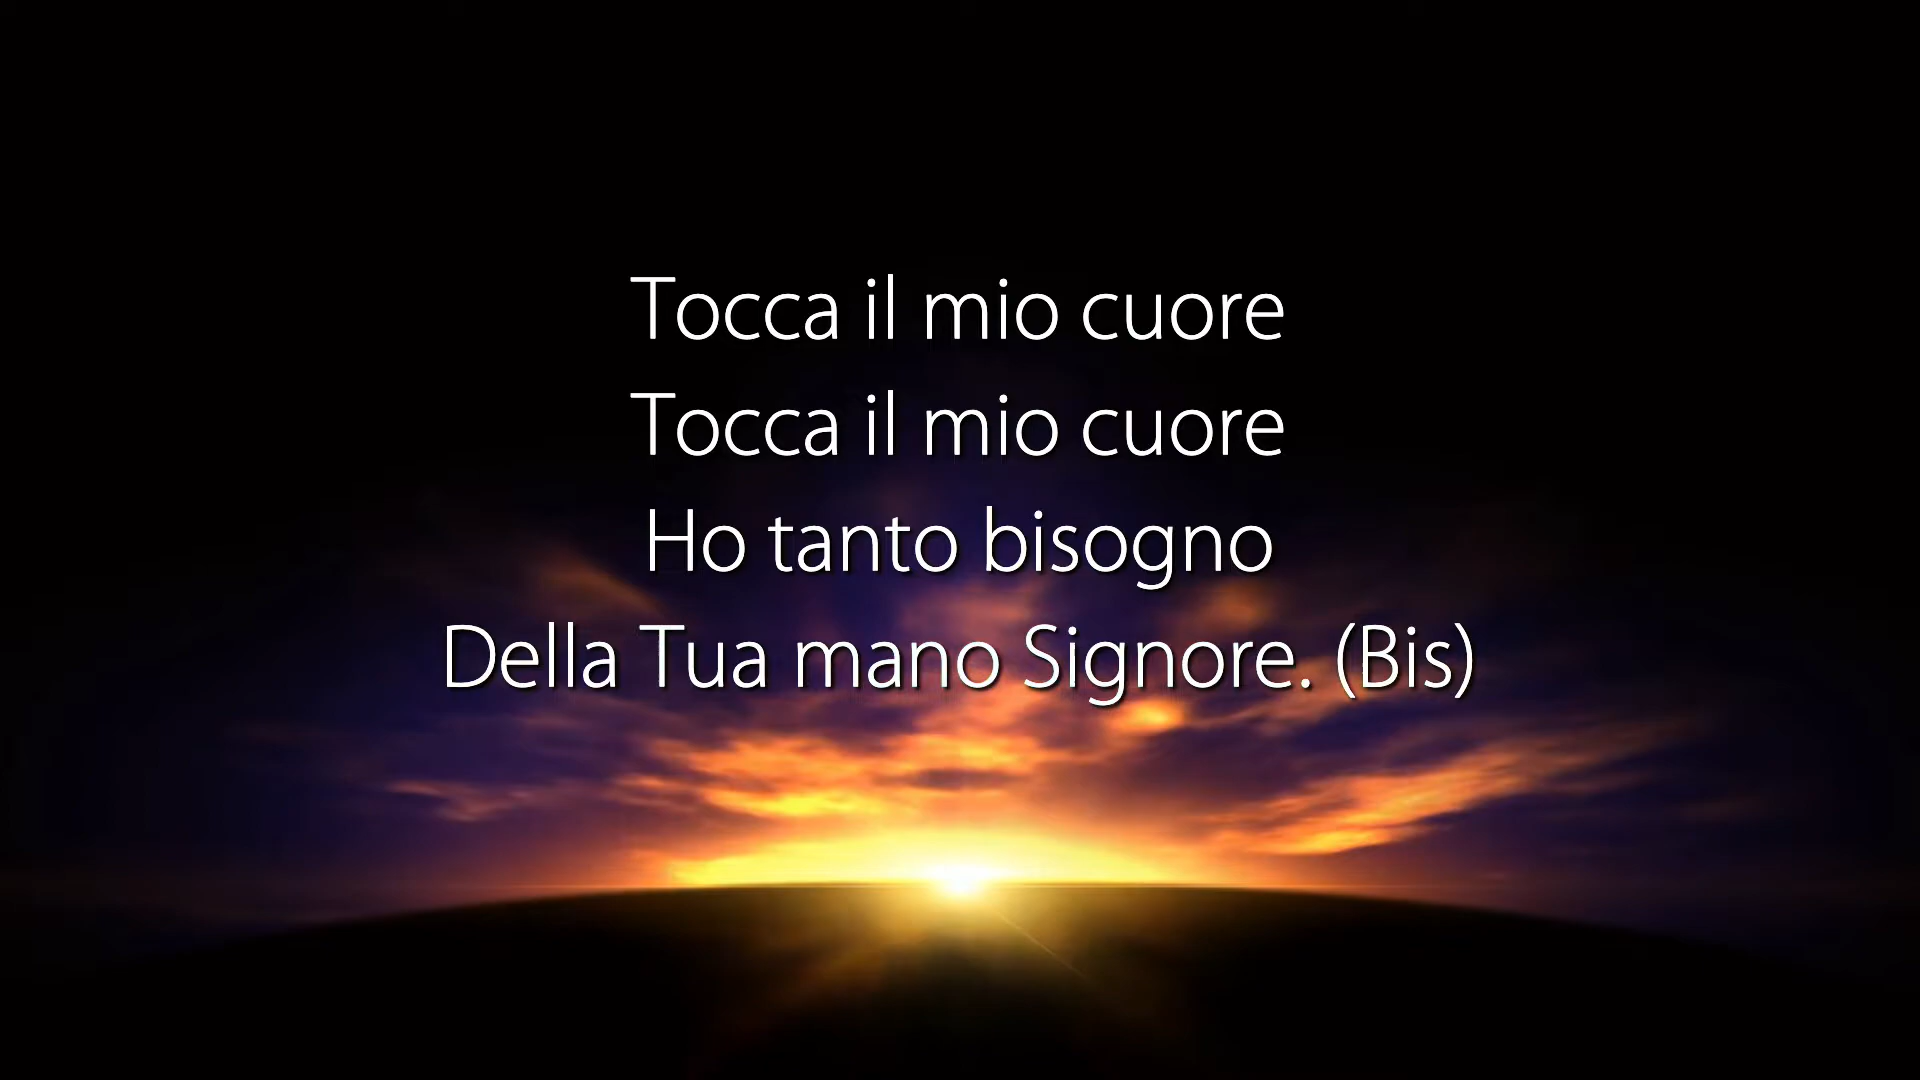 Tocca il mio cuore
Tocca il mio cuore
Ho tanto bisogno
Della Tua mano Signore. (Bis)